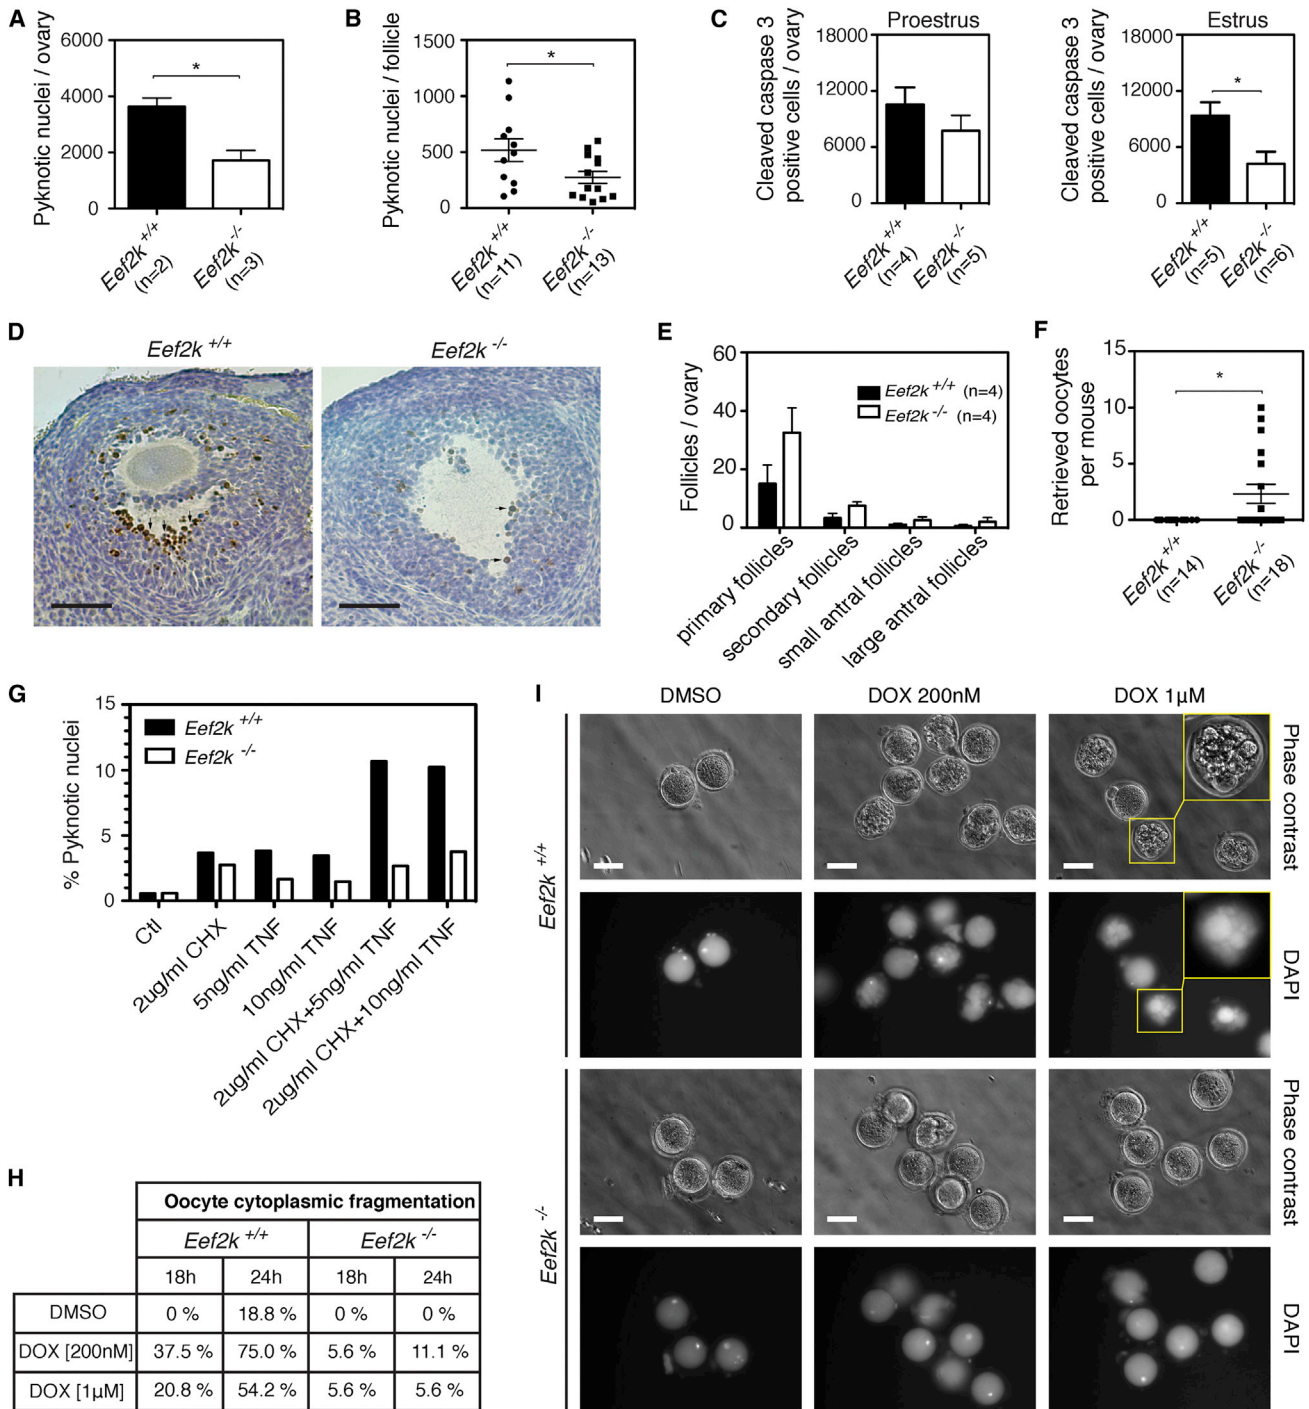 A
Pyknotic nuclei / ovary
6000
4000
2000
0
*
Eef2k +/+
(n=2)
Eef2k -/-
(n=3)
B
Pyknotic nuclei / follicle
1500
1000
500
0
*
Eef2k +/+
(n=11)
Eef2k -/-
(n=13)
C
Proestrus
Cleaved caspase 3
positive cells / ovary
18000
12000
6000
0
Eef2k +/+
(n=4)
Eef2k -/-
(n=5)
Estrus
Cleaved caspase 3
positive cells / ovary
18000
12000
6000
0
*
Eef2k +/+
(n=5)
Eef2k -/-
(n=6)
D
Eef2k +/+
Eef2k -/-
E
Follicles / ovary
60
40
20
0
Eef2k +/+ (n=4)
Eef2k -/- (n=4)
primary follicles
secondary follicles
small antral follicles
large antral follicles
F
Retrieved oocytes
per mouse
15
10
5
0
*
Eef2k +/+
(n=14)
Eef2k -/-
(n=18)
G
% Pyknotic nuclei
15
10
5
0
Eef2k +/+
Eef2k -/-
Ctl
2ug/ml CHX
5ng/ml TNF
10ng/ml TNF
2ug/ml CHX+5ng/ml TNF
2ug/ml CHX+10ng/ml TNF
H
Oocyte cytoplasmic fragmentation
Eef2k +/+ Eef2k -/-
18h 24h 18h 24h
DMSO 0 % 18.8 % 0 % 0 %
DOX [200nM] 37.5 % 75.0 % 5.6 % 11.1 %
DOX [1µM] 20.8 % 54.2 % 5.6 % 5.6 %
I
DMSO DOX 200nM DOX 1µM
Eef2k +/+
Phase contrast
DAPI
Eef2k -/-
Phase contrast
DAPI